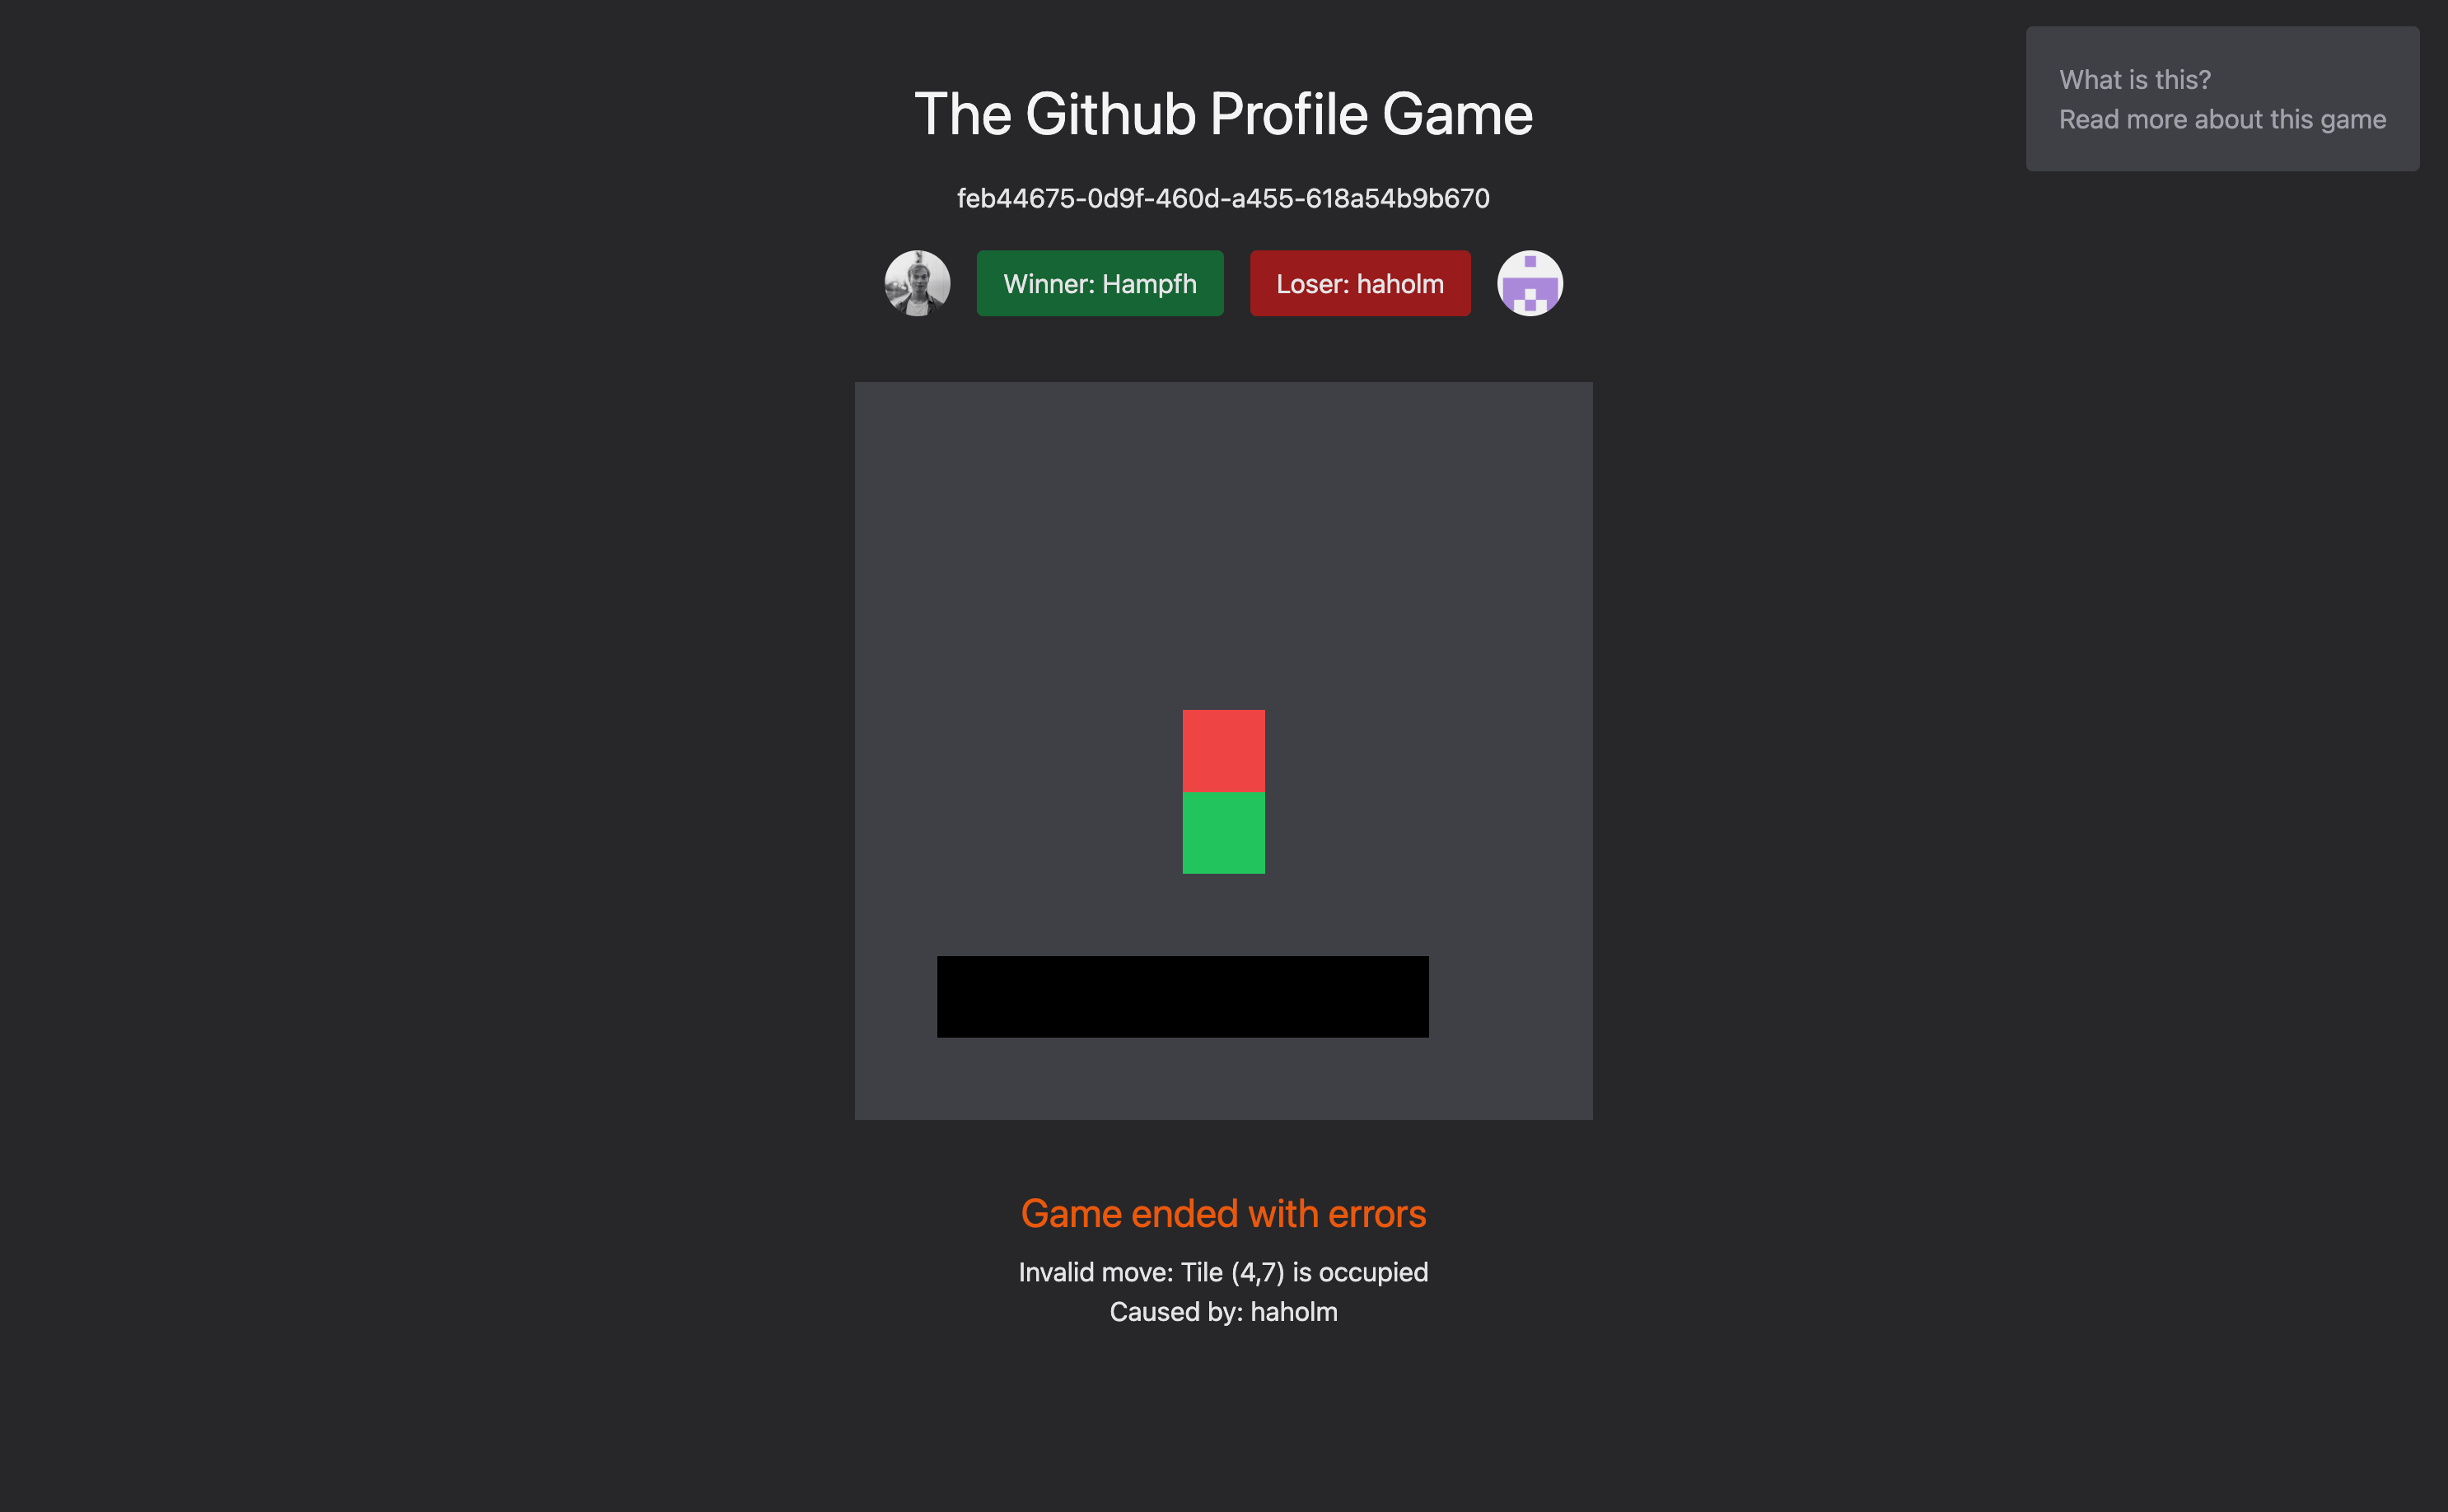 What is this?
Read more about this game
The Github Profile Game
feb44675-0d9f-460d-a455-618a54b9b670
Winner: Hampfh
Loser: haholm
Game ended with errors
Invalid move: Tile (4,7) is occupied
Caused by: haholm